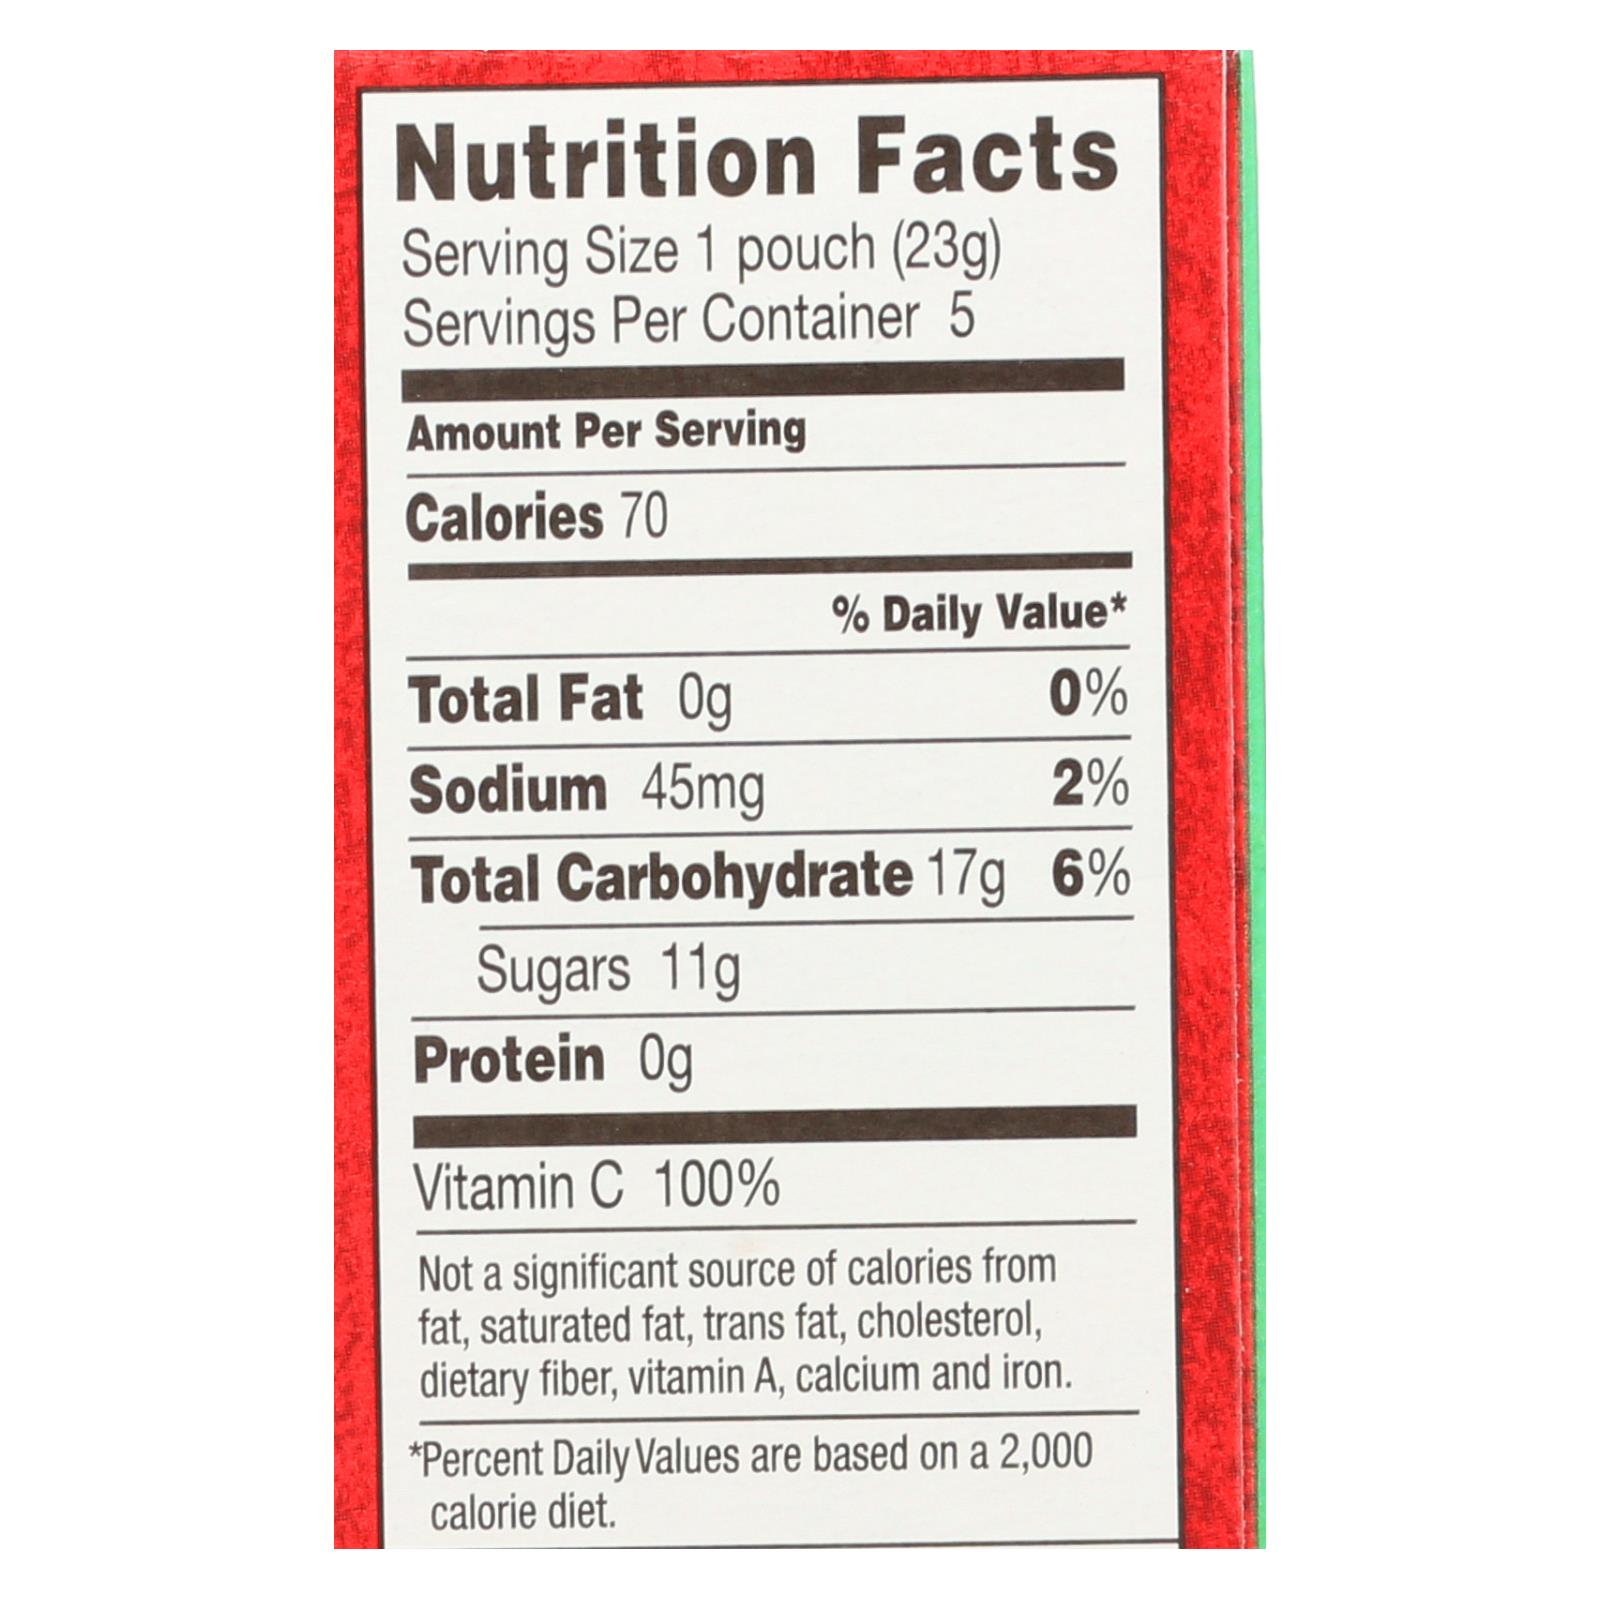 Nutrition Facts
Serving Size 1 pouch (23g)
Servings Per Container 5
Amount Per Serving
Calories 70
% Daily Value*
Total Fat 0g 0%
Sodium 45mg 2%
Total Carbohydrate 17g 6%
Sugars 11g
Protein 0g
Vitamin C 100%
Not a significant source of calories from
fat, saturated fat, trans fat, cholesterol,
dietary fiber, vitamin A, calcium and iron.
*Percent Daily Values are based on a 2,000
calorie diet.